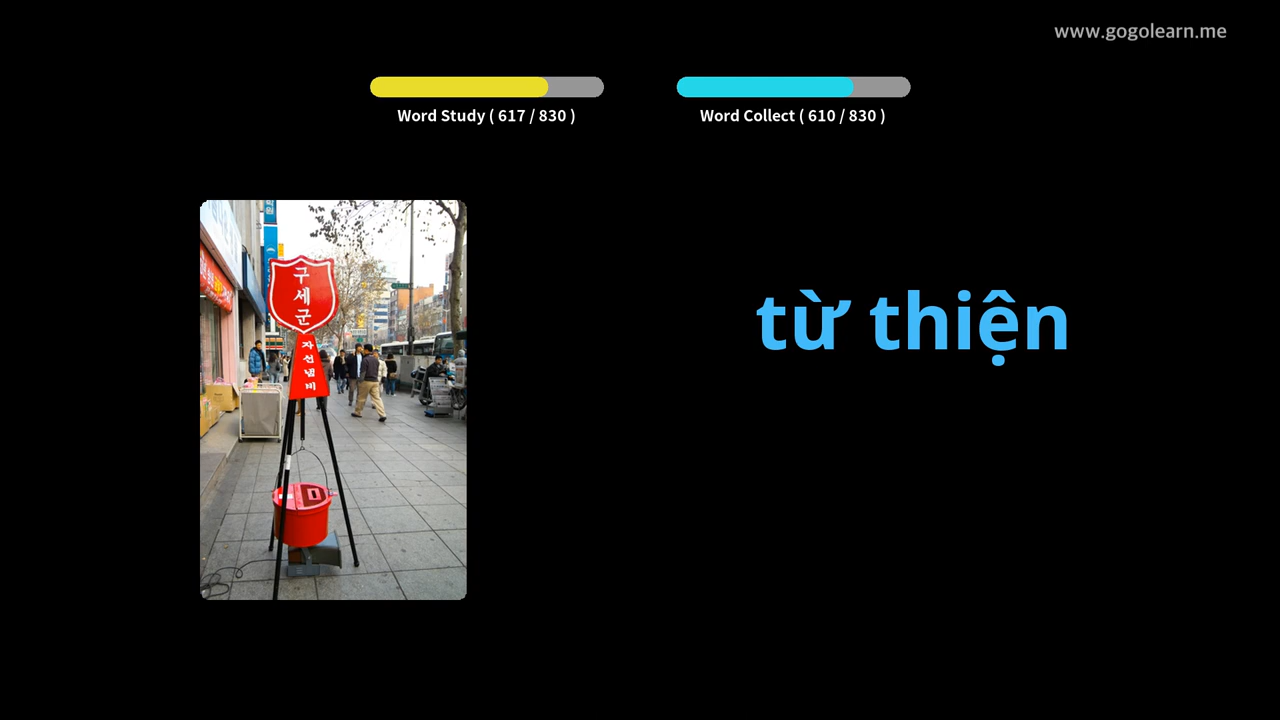 www.gogolearn.me
Word Study ( 617 / 830 )
Word Collect ( 610 / 830 )
구세군
자선냄비
từ thiện